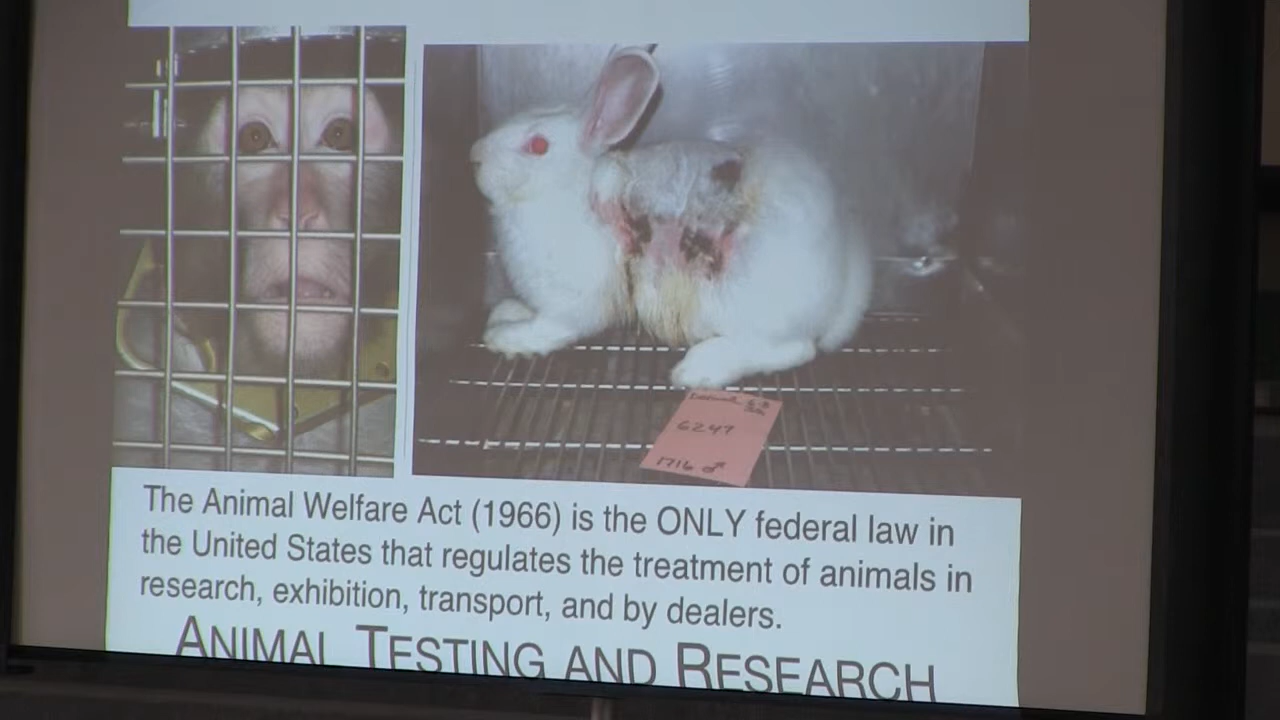 6247
1716 ♂
The Animal Welfare Act (1966) is the ONLY federal law in
the United States that regulates the treatment of animals in
research, exhibition, transport, and by dealers.
ANIMAL TESTING AND RESEARCH